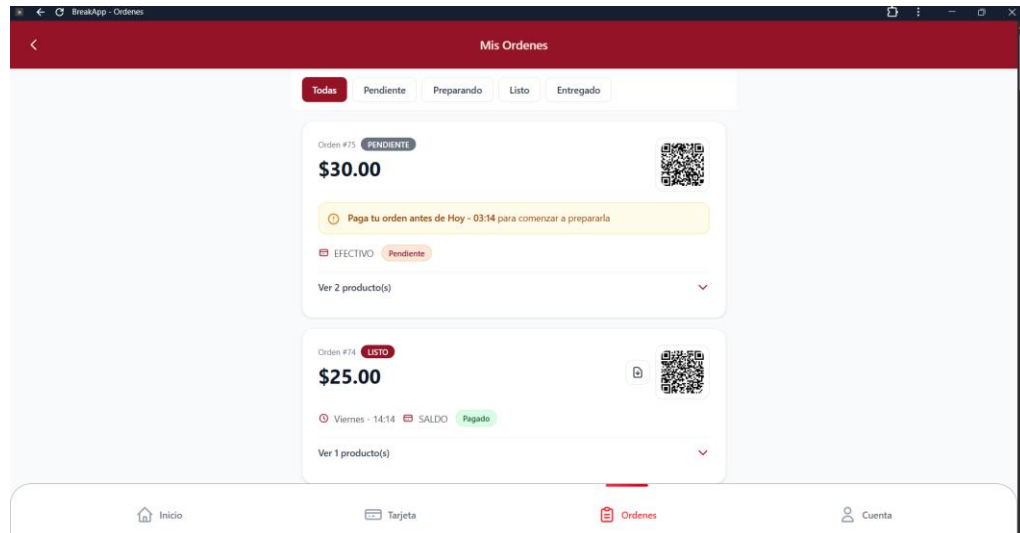 BreakApp - Ordenes
Mis Ordenes
Todas Pendiente Preparando Listo Entregado
Orden #75 PENDIENTE
$30.00
Paga tu orden antes de Hoy - 03:14 para comenzar a prepararla
EFECTIVO Pendiente
Ver 2 producto(s)
Orden #74 LISTO
$25.00
Viernes - 14:14 SALDO Pagado
Ver 1 producto(s)
Inicio Tarjeta Ordenes Cuenta